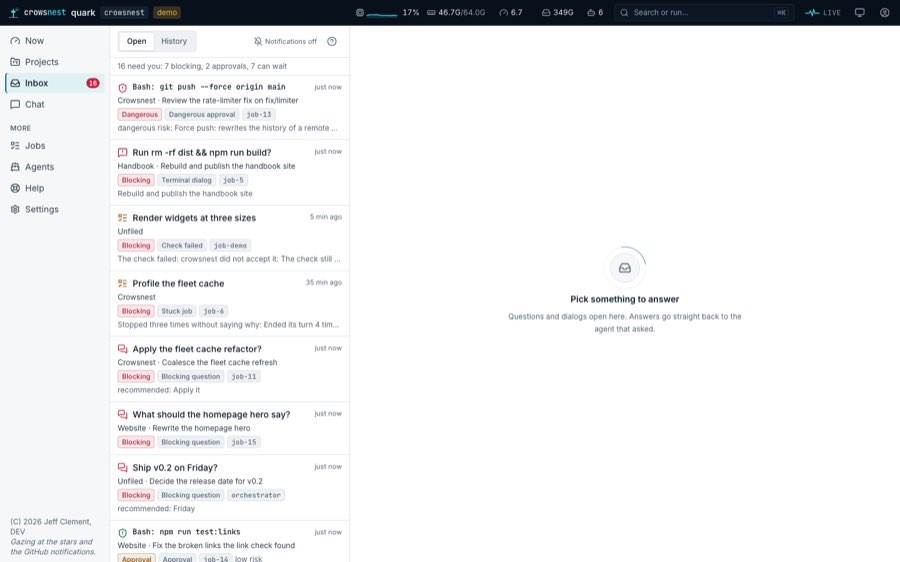 crowsnest quark crowsnest demo
17% 46.7G/64.0G 6.7 349G 6 Search or run... ⌘K LIVE
Now
Projects
Inbox 16
Chat
MORE
Jobs
Agents
Help
Settings
(C) 2026 Jeff Clement,
DEV
Gazing at the stars and
the GitHub notifications.
Open History Notifications off
16 need you: 7 blocking, 2 approvals, 7 can wait
Bash: git push --force origin main just now
Crowsnest · Review the rate-limiter fix on fix/limiter
Dangerous Dangerous approval job-13
dangerous risk: Force push: rewrites the history of a remote ...
Run rm -rf dist && npm run build? just now
Handbook · Rebuild and publish the handbook site
Blocking Terminal dialog job-5
Rebuild and publish the handbook site
Render widgets at three sizes 5 min ago
Unfiled
Blocking Check failed job-demo
The check failed: crowsnest did not accept it: The check still ...
Profile the fleet cache 35 min ago
Crowsnest
Blocking Stuck job job-6
Stopped three times without saying why: Ended its turn 4 tim...
Apply the fleet cache refactor? just now
Crowsnest · Coalesce the fleet cache refresh
Blocking Blocking question job-11
recommended: Apply it
What should the homepage hero say? just now
Website · Rewrite the homepage hero
Blocking Blocking question job-15
Ship v0.2 on Friday? just now
Unfiled · Decide the release date for v0.2
Blocking Blocking question orchestrator
recommended: Friday
Bash: npm run test:links just now
Website · Fix the broken links the link check found
Approval Approval job-14 low risk
Pick something to answer
Questions and dialogs open here. Answers go straight back to the
agent that asked.